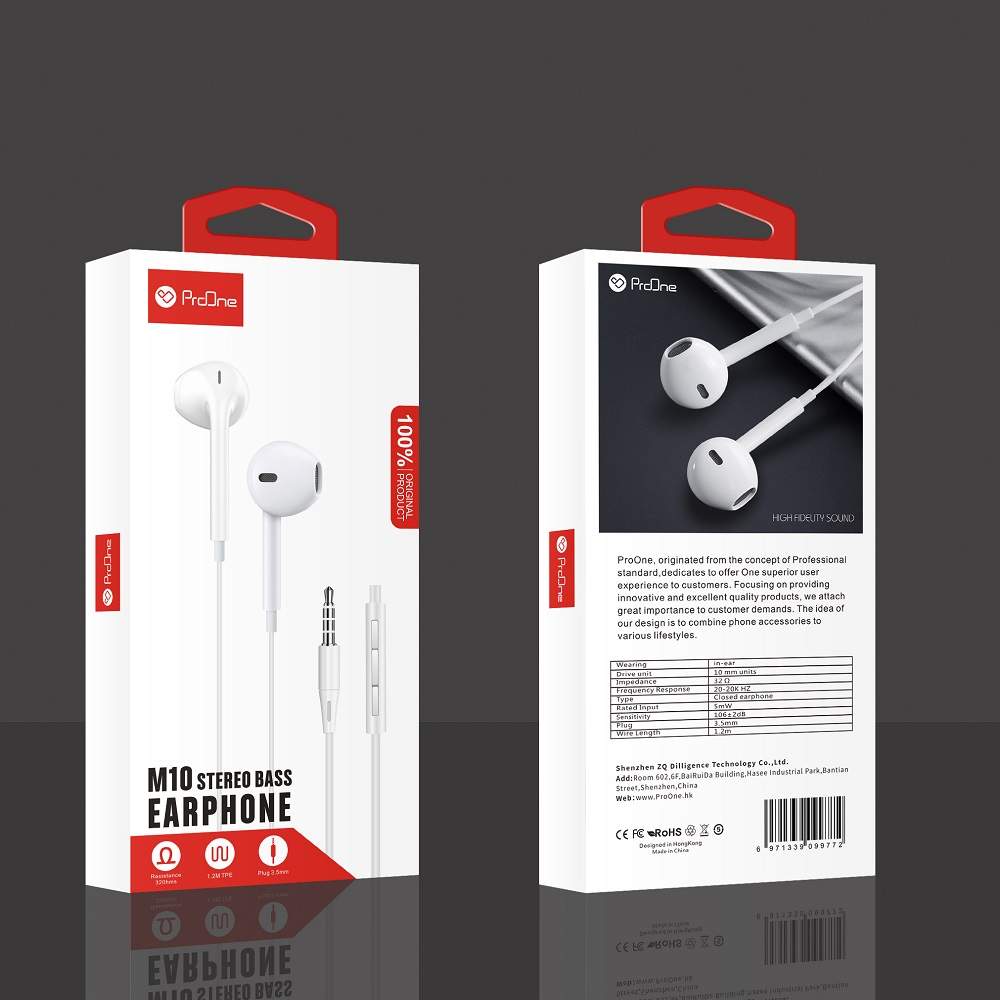 ProOne
100%
ORIGINAL
PRODUCT
ProOne
M10 STEREO BASS
EARPHONE
Resistance
32Ohms
1.2M TPE
Plug 3.5mm
ProOne
HIGH FIDELITY SOUND
ProOne
ProOne, originated from the concept of Professional
standard,dedicates to offer One superior user
experience to customers. Focusing on providing
innovative and excellent quality products, we attach
great importance to customer demands. The idea of
our design is to combine phone accessories to
various lifestyles.
Wearing in-ear
Drive unit 10 mm units
Impedance 32 Ω
Frequency Response 20-20K HZ
Type Closed earphone
Rated Input 5mW
Sensitivity 106±2dB
Plug 3.5mm
Wire Length 1.2m
Shenzhen ZQ Dilligence Technology Co.,Ltd.
Add:Room 602,6F,BaiRuiDa Building,Hasee Industrial Park,Bantian
Street,Shenzhen,China
Web:www.ProOne.hk
CE FC RoHS 5
Designed in HongKong
Made in China
6 971339 099772